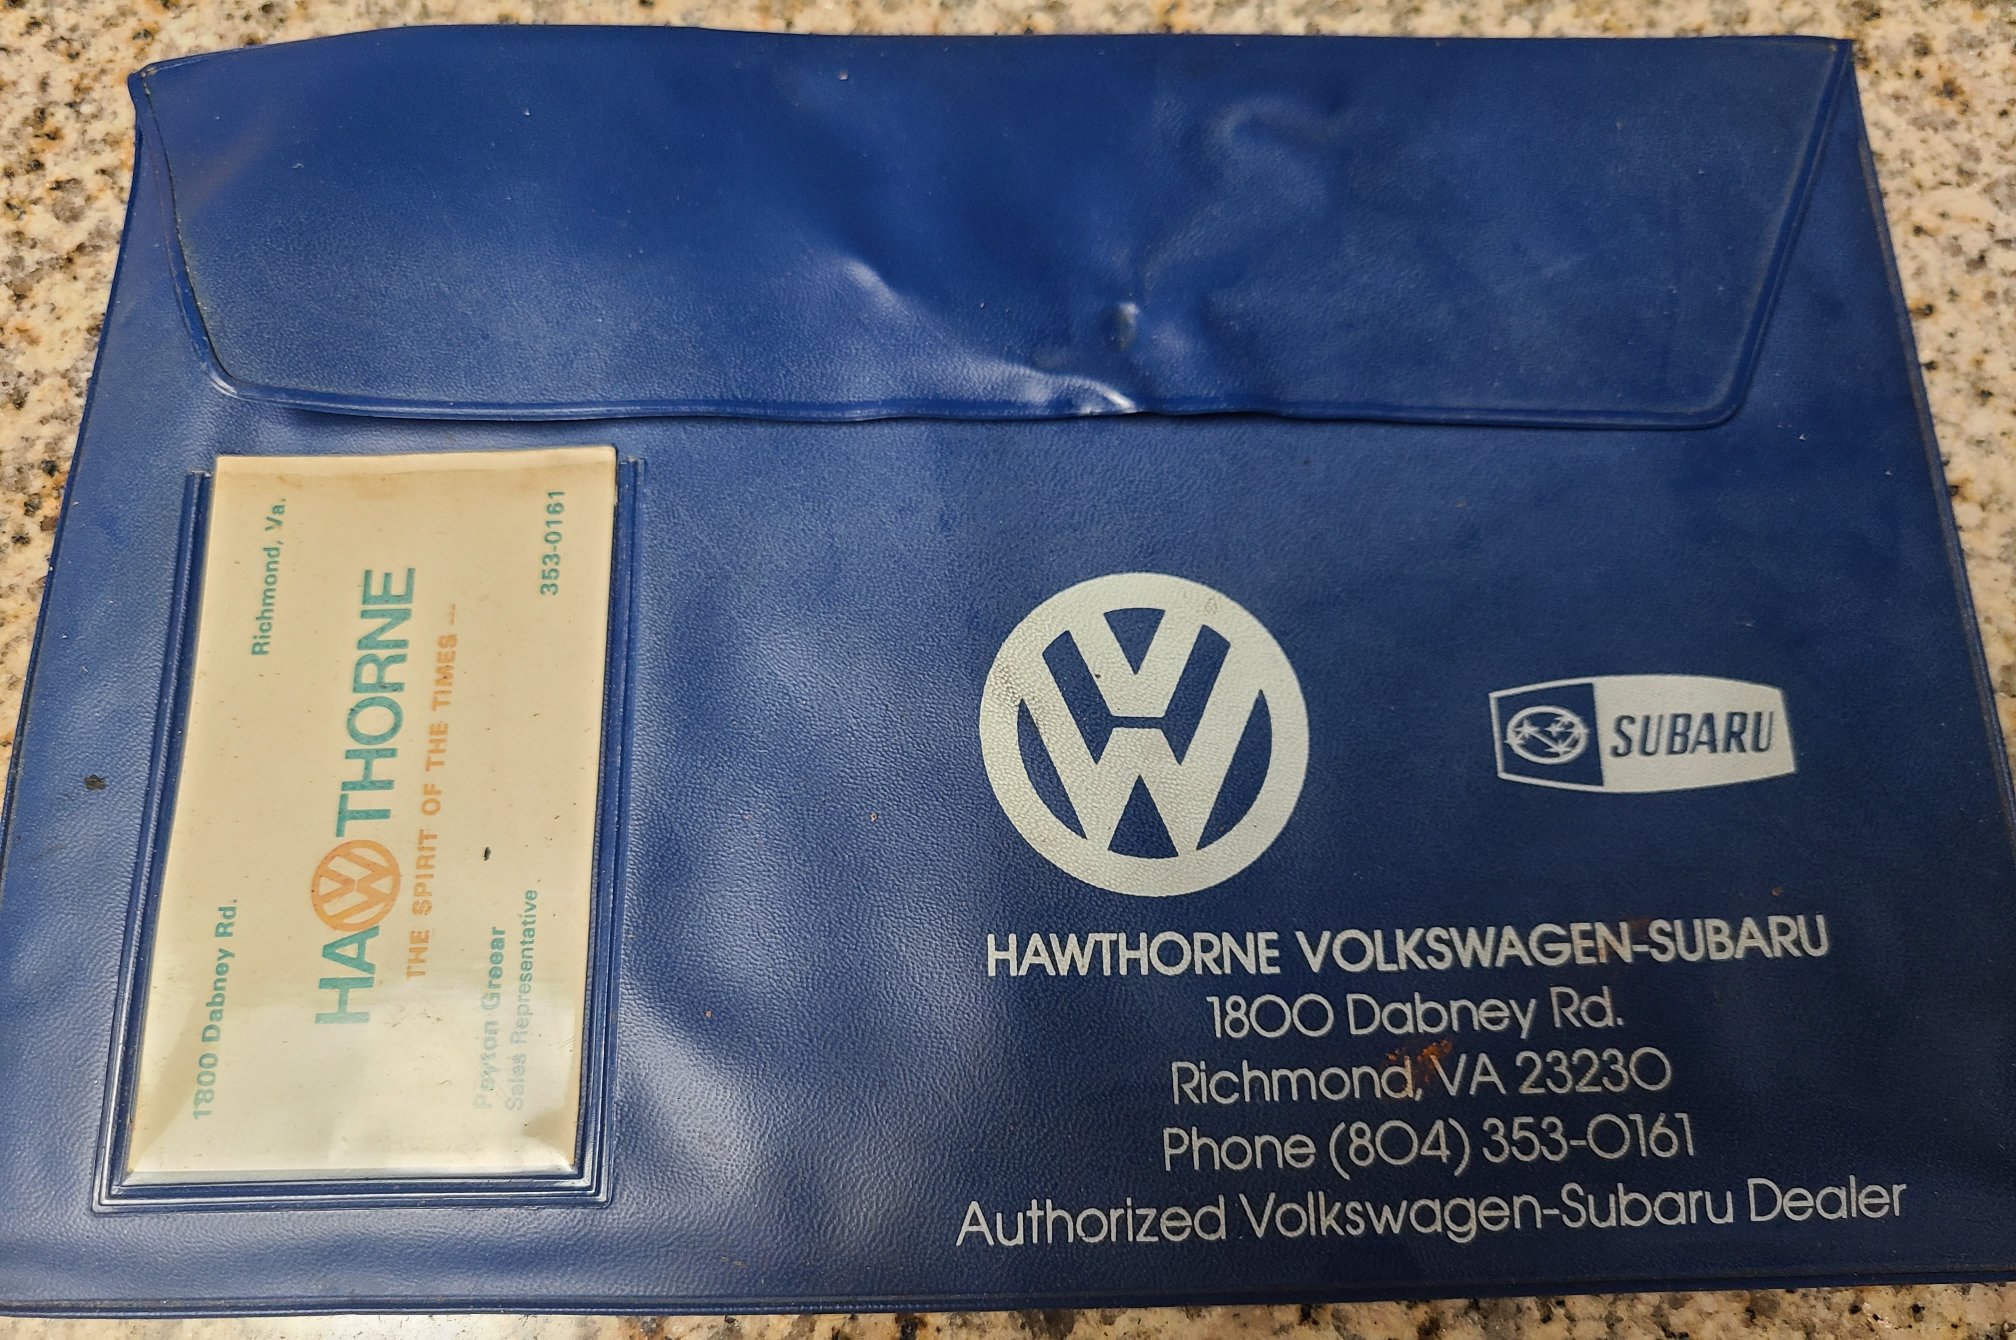 1800 Dabney Rd.
Richmond, Va.
HAWTHORNE
THE SPIRIT OF THE TIMES ...
Peyton Greear
Sales Representative
353-0161
SUBARU
HAWTHORNE VOLKSWAGEN-SUBARU
1800 Dabney Rd.
Richmond, VA 23230
Phone (804) 353-0161
Authorized Volkswagen-Subaru Dealer